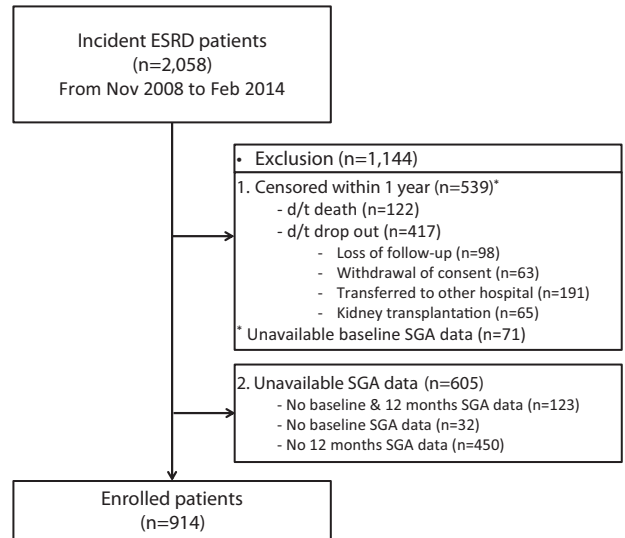 Incident ESRD patients
(n=2,058)
From Nov 2008 to Feb 2014
• Exclusion (n=1,144)
1. Censored within 1 year (n=539)*
- d/t death (n=122)
- d/t drop out (n=417)
- Loss of follow-up (n=98)
- Withdrawal of consent (n=63)
- Transferred to other hospital (n=191)
- Kidney transplantation (n=65)
* Unavailable baseline SGA data (n=71)
2. Unavailable SGA data (n=605)
- No baseline & 12 months SGA data (n=123)
- No baseline SGA data (n=32)
- No 12 months SGA data (n=450)
Enrolled patients
(n=914)